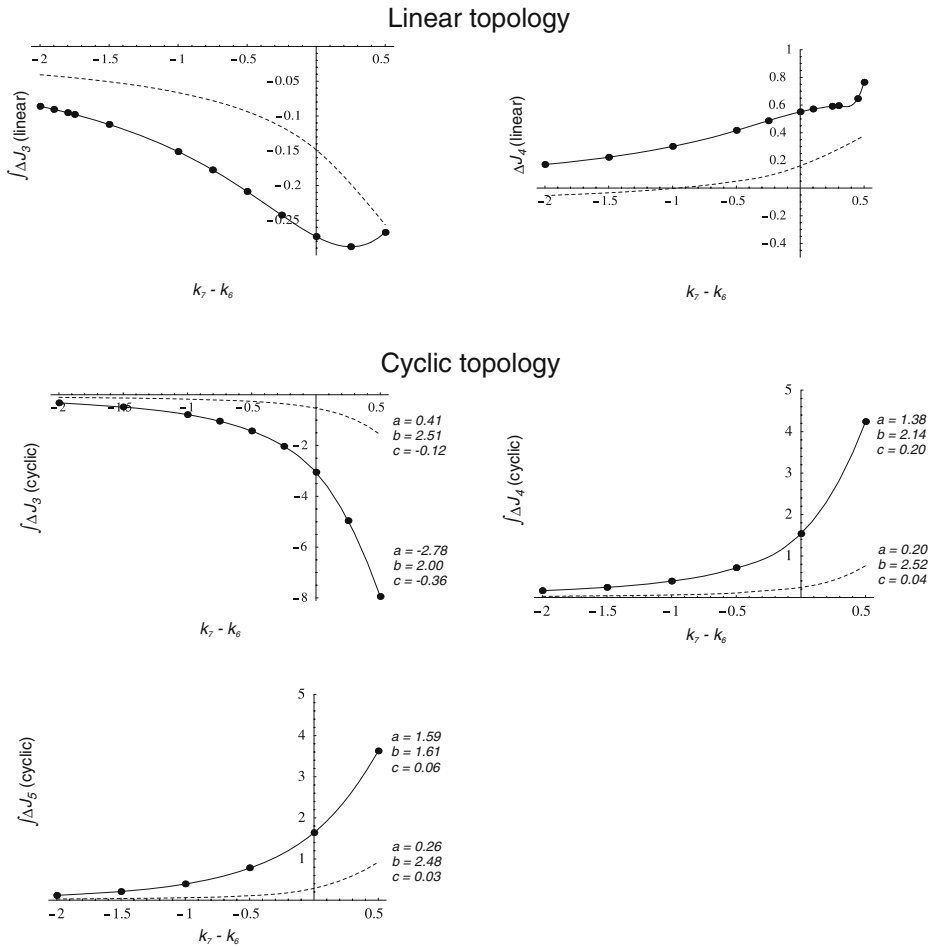 Linear topology
-2 -1.5 -1 -0.5 0.5
-0.05
-0.1
-0.15
-0.2
-0.25
∫ΔJ3 (linear)
k7 - k6
1
0.8
0.6
0.4
0.2
-2 -1.5 -1 -0.5 0.5
-0.2
-0.4
ΔJ4 (linear)
k7 - k6
Cyclic topology
-2 -1.5 -1 -0.5 0.5
-2
-4
-6
-8
∫ΔJ3 (cyclic)
a = 0.41
b = 2.51
c = -0.12
a = -2.78
b = 2.00
c = -0.36
k7 - k6
5
4
3
2
1
-2 -1.5 -1 -0.5 0.5
∫ΔJ4 (cyclic)
a = 1.38
b = 2.14
c = 0.20
a = 0.20
b = 2.52
c = 0.04
k7 - k6
5
4
3
2
1
-2 -1.5 -1 -0.5 0.5
∫ΔJ5 (cyclic)
a = 1.59
b = 1.61
c = 0.06
a = 0.26
b = 2.48
c = 0.03
k7 - k6